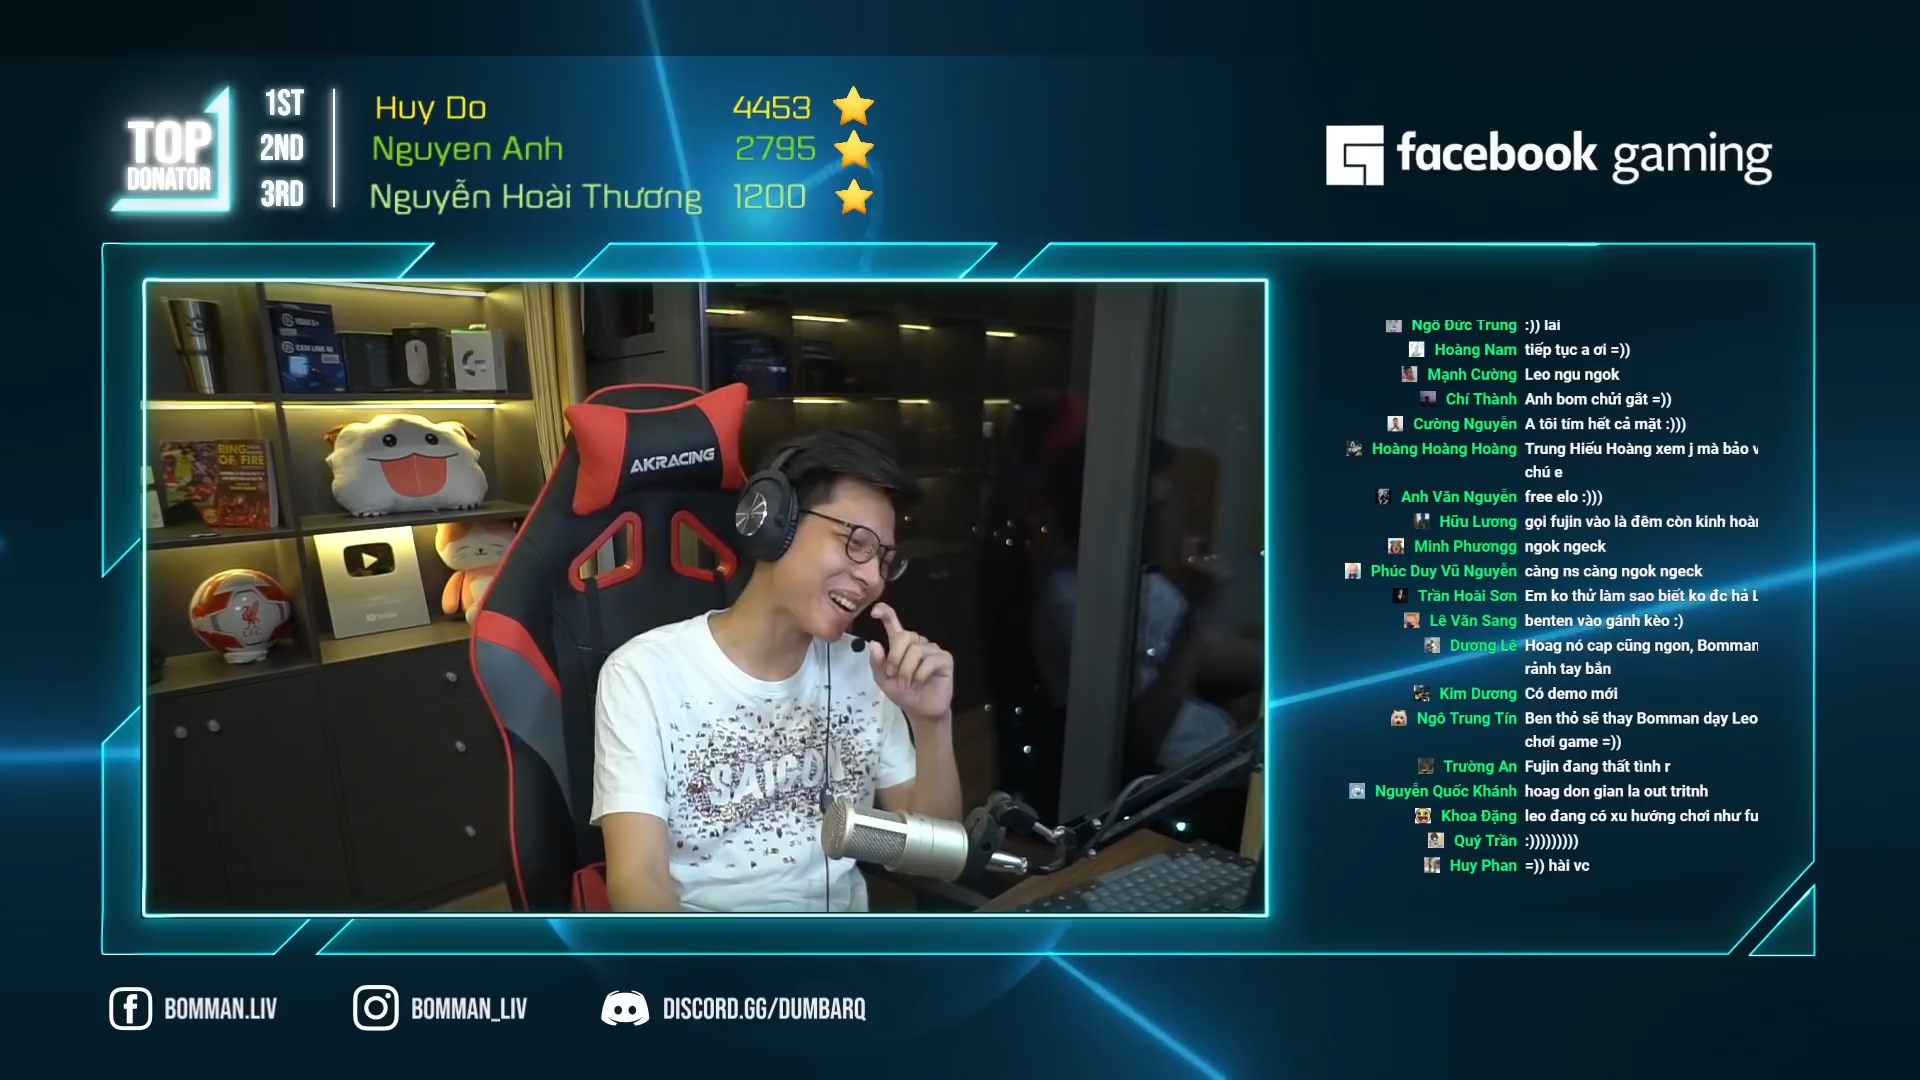 TOP
DONATOR
1ST
Huy Do
4453
2ND
Nguyen Anh
2795
3RD
Nguyễn Hoài Thương
1200
facebook gaming
RING
OF FIRE
AKRACING
SAIGON
Ngô Đức Trung :)) lai
Hoàng Nam tiếp tục a ơi =))
Mạnh Cường Leo ngu ngok
Chí Thành Anh bom chửi gắt =))
Cường Nguyễn A tôi tím hết cả mặt :)))
Hoàng Hoàng Hoàng Trung Hiếu Hoàng xem j mà bảo v
chú e
Anh Văn Nguyễn free elo :)))
Hữu Lương gọi fujin vào là đêm còn kinh hoàn
Minh Phươngg ngok ngeck
Phúc Duy Vũ Nguyễn càng ns càng ngok ngeck
Trần Hoài Sơn Em ko thử làm sao biết ko đc hả L
Lê Văn Sang benten vào gánh kèo :)
Dương Lê Hoag nó cap cũng ngon, Bomman
rảnh tay bắn
Kim Dương Có demo mới
Ngô Trung Tín Ben thỏ sẽ thay Bomman dạy Leo
chơi game =))
Trường An Fujin đang thất tình r
Nguyễn Quốc Khánh hoag don gian la out tritnh
Khoa Đặng leo đang có xu hướng chơi như fu
Quý Trần :)))))))))
Huy Phan =)) hài vc
BOMMAN.LIV
BOMMAN_LIV
DISCORD.GG/DUMBARQ